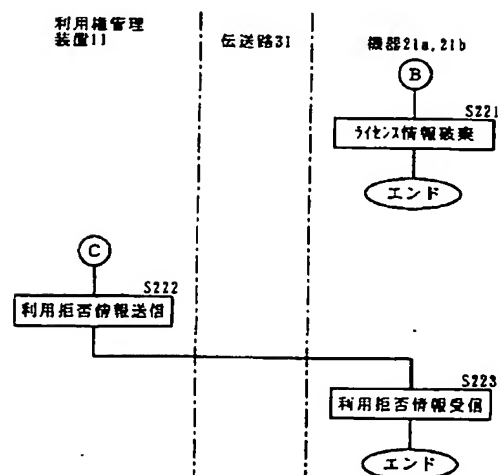 利用権管理
装置11
伝送路31
機器21a,21b
B
S221
ライセンス情報破棄
エンド
C
S222
利用拒否情報送信
S223
利用拒否情報受信
エンド